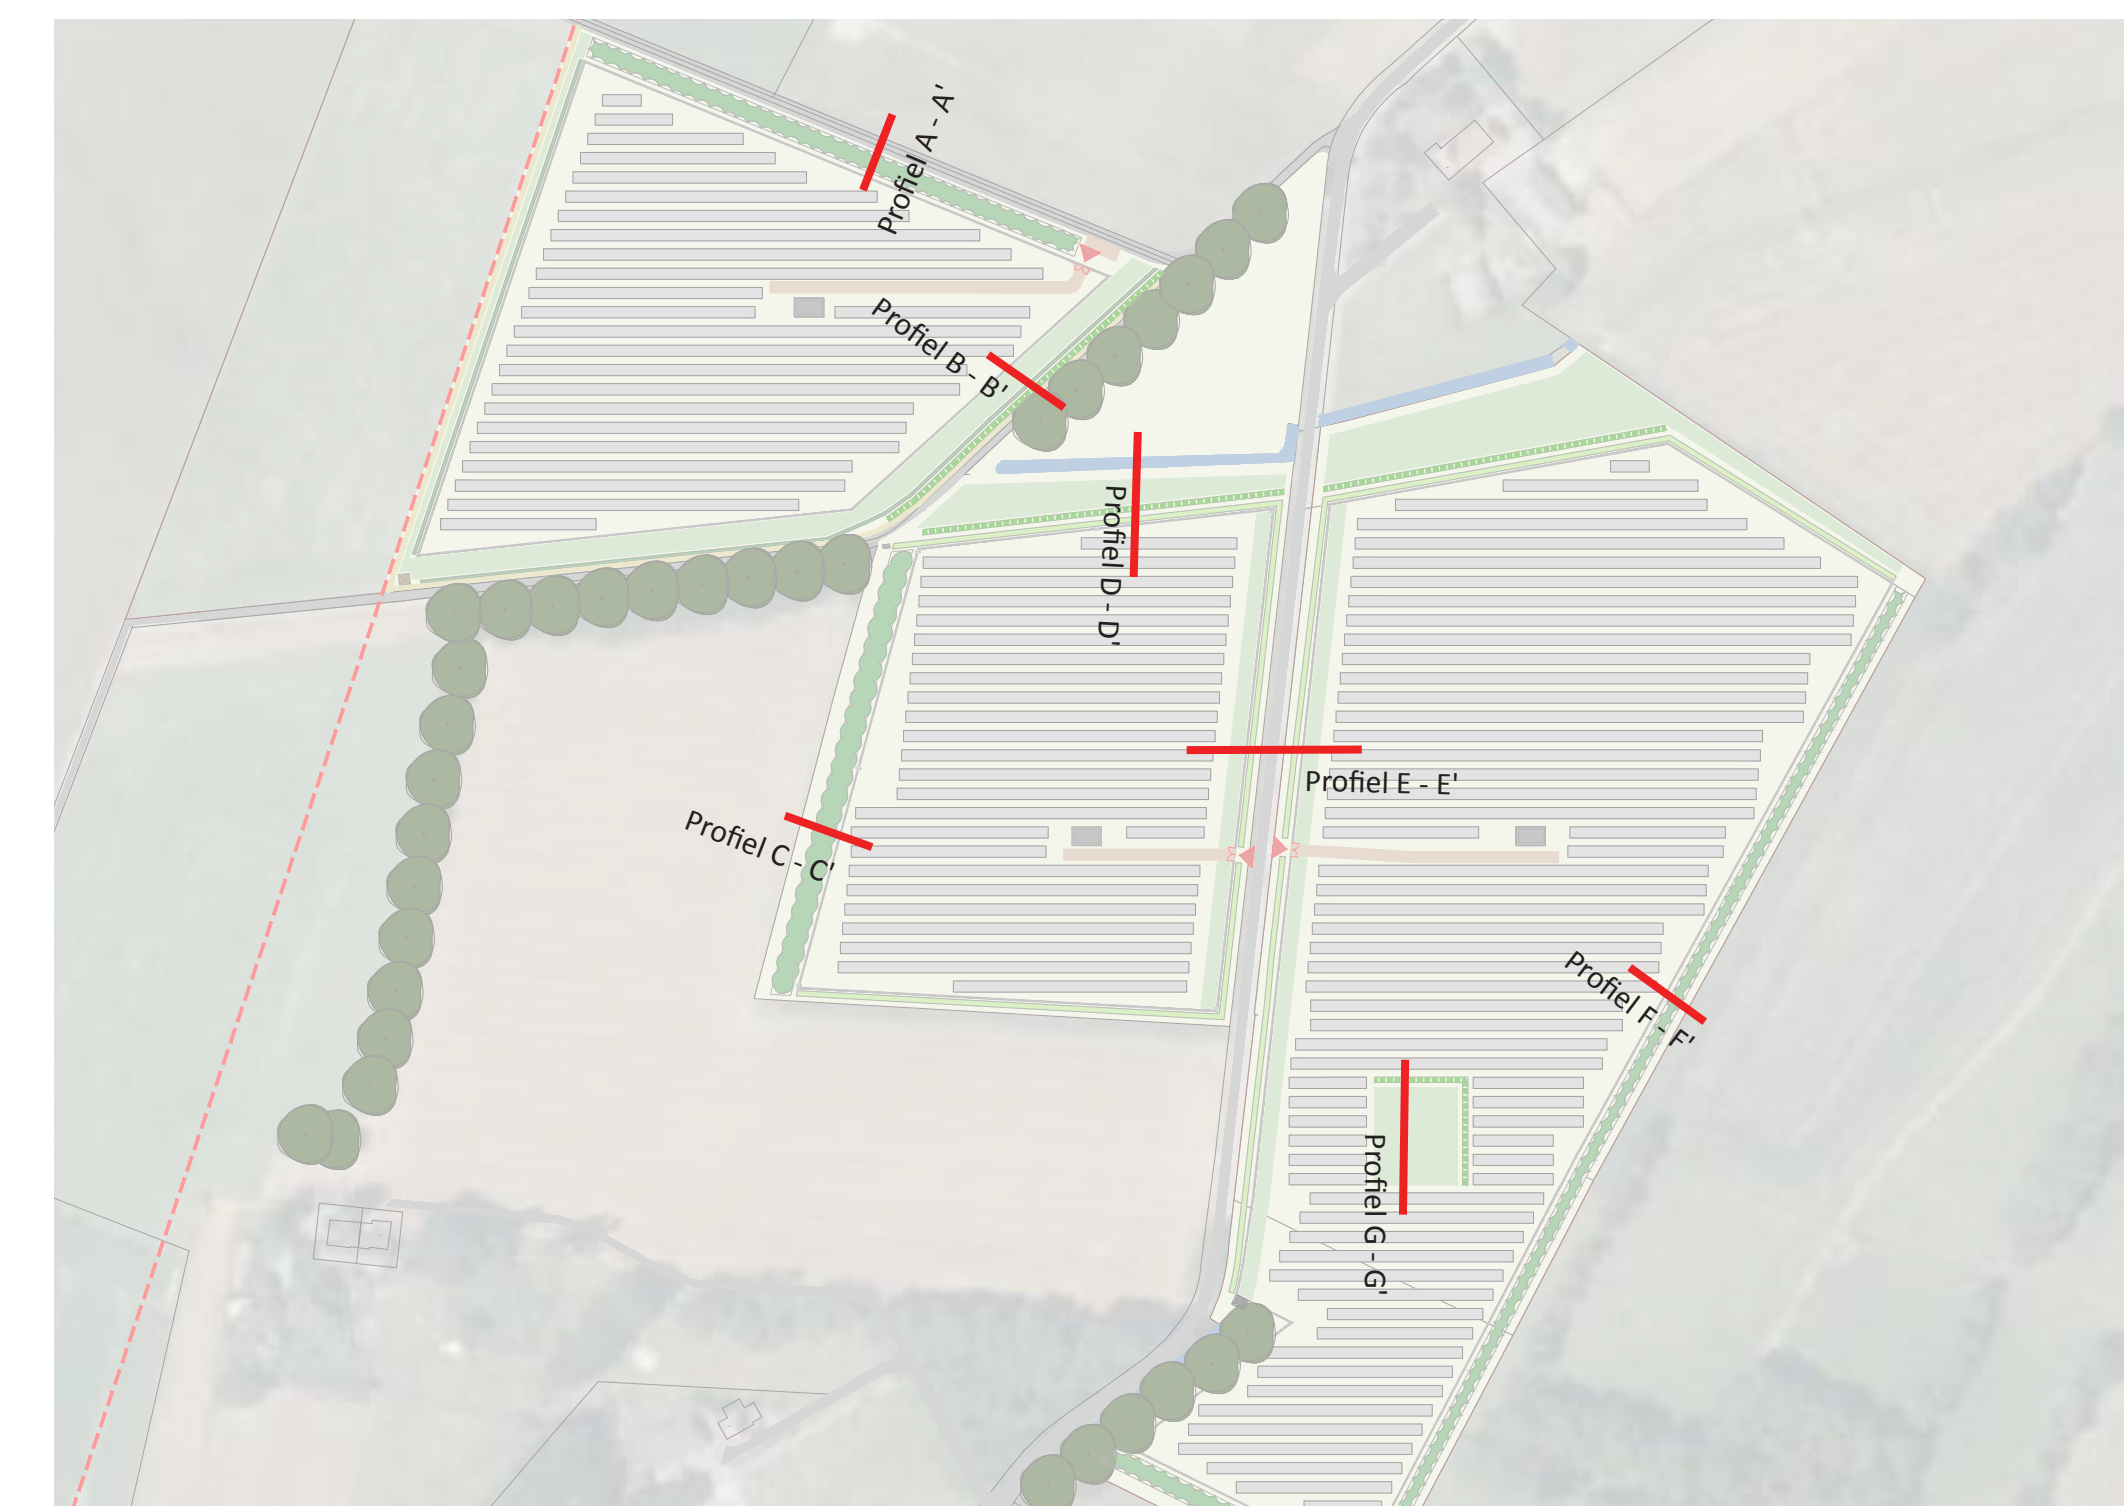 Profiel A - A'
Profiel B - B'
Profiel D - D'
Profiel E - E'
Profiel C - C'
Profiel F - F'
Profiel G - G'